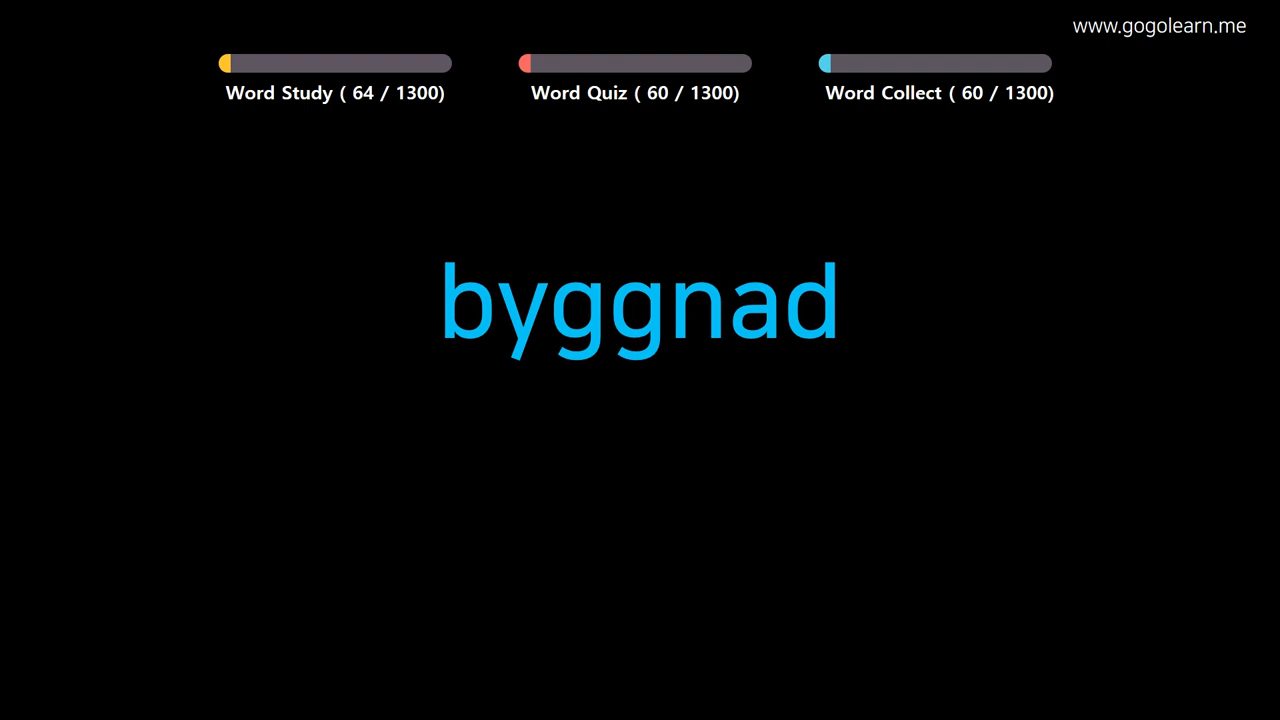 www.gogolearn.me
Word Study ( 64 / 1300)
Word Quiz ( 60 / 1300)
Word Collect ( 60 / 1300)
byggnad